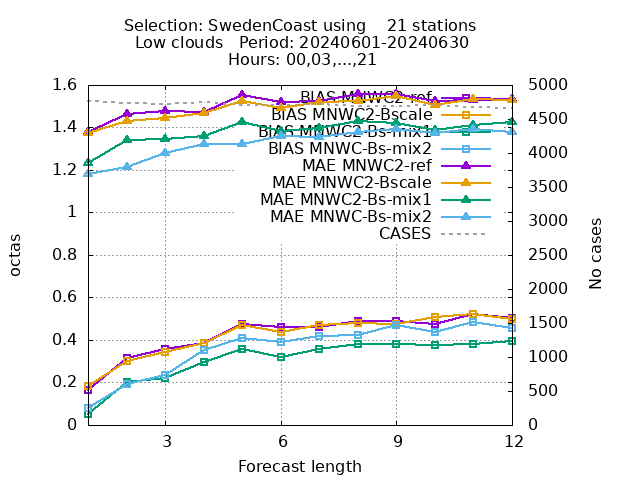 Selection: SwedenCoast using    21 stations
Low clouds   Period: 20240601-20240630
Hours: 00,03,...,21
1.6
1.4
1.2
1
0.8
0.6
0.4
0.2
0
octas
5000
4500
4000
3500
3000
2500
2000
1500
1000
500
0
No cases
BIAS MNWC2-ref
BIAS MNWC2-Bscale
BIAS MNWC2-Bs-mix1
BIAS MNWC-Bs-mix2
MAE MNWC2-ref
MAE MNWC2-Bscale
MAE MNWC2-Bs-mix1
MAE MNWC-Bs-mix2
CASES
3
6
9
12
Forecast length